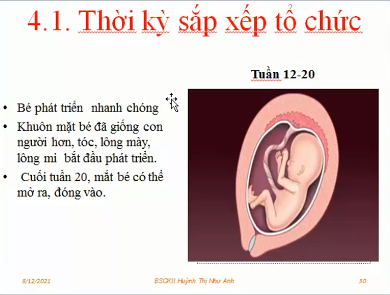 4.1. Thời kỳ sắp xếp tổ chức
Tuần 12-20
• Bé phát triển nhanh chóng
• Khuôn mặt bé đã giống con
người hơn, tóc, lông mày,
lông mi bắt đầu phát triển.
• Cuối tuần 20, mắt bé có thể
mở ra, đóng vào.
8/12/2021
BSCKII.Huỳnh Thị Như Anh
30